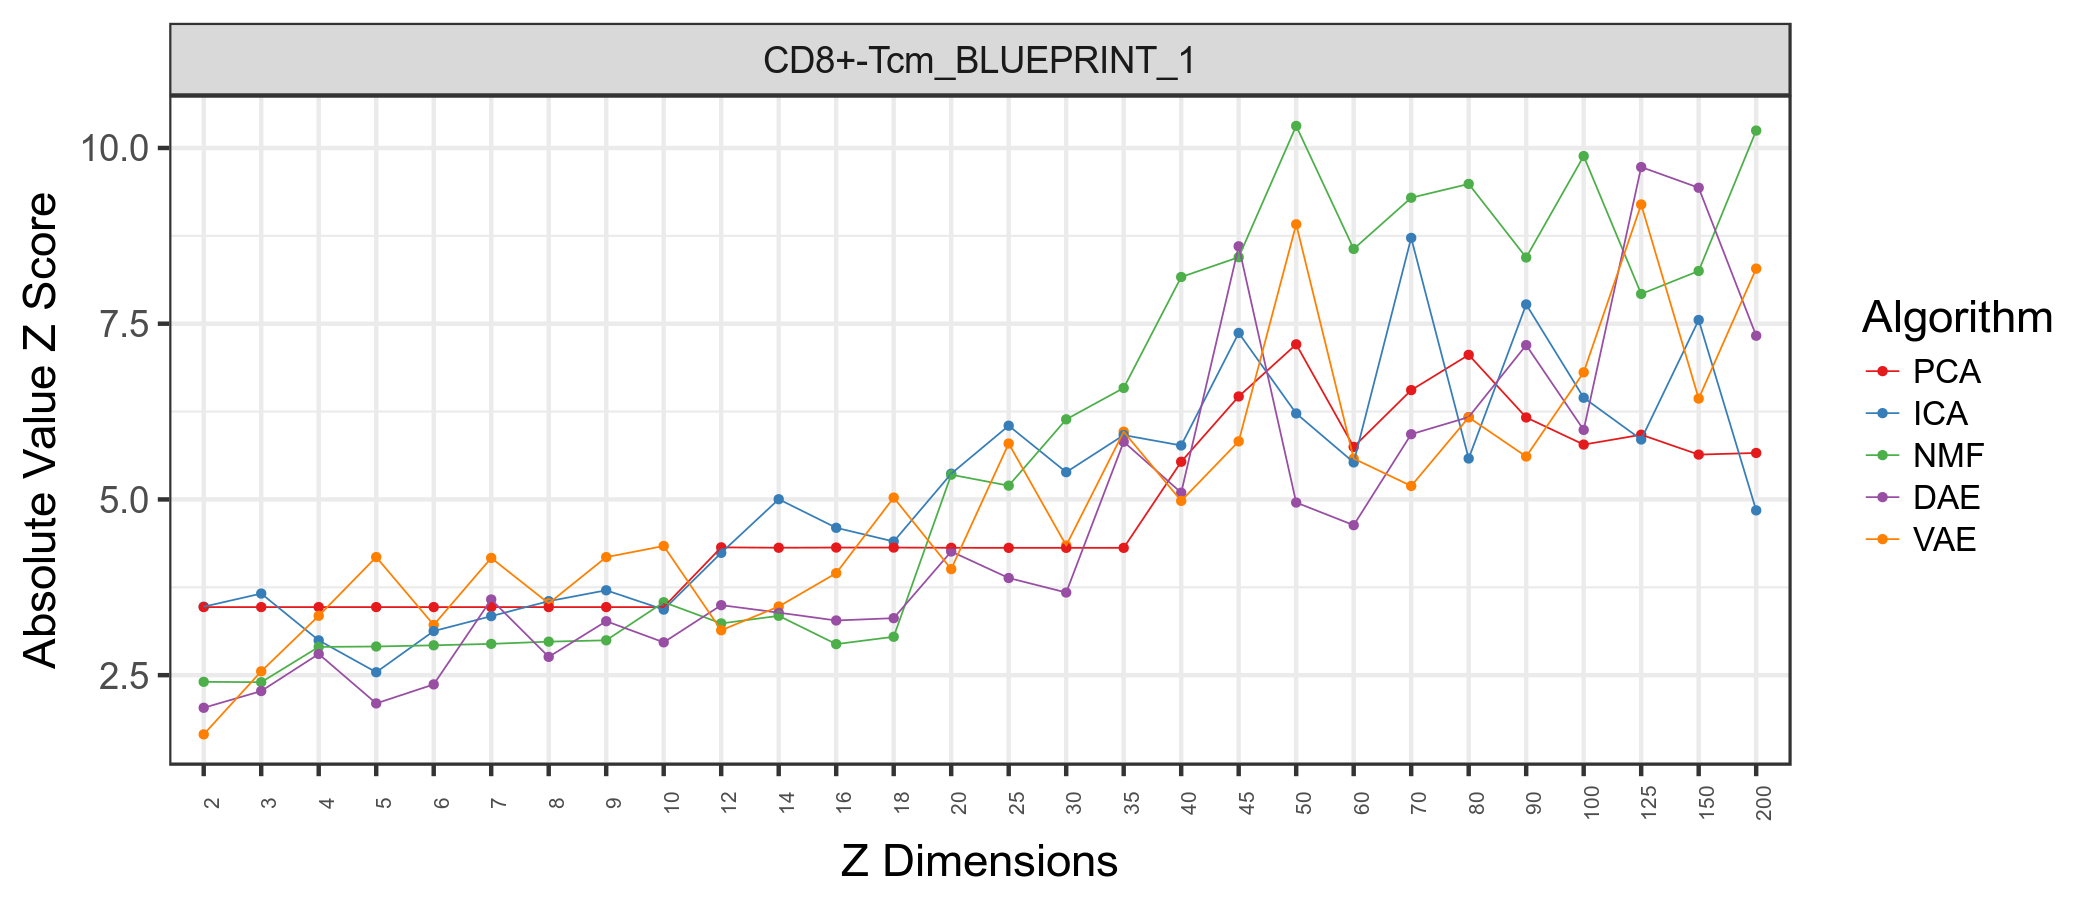 CD8+-Tcm_BLUEPRINT_1
Absolute Value Z Score
10.0
7.5
5.0
2.5
2 3 4 5 6 7 8 9 10 12 14 16 18 20 25 30 35 40 45 50 60 70 80 90 100 125 150 200
Z Dimensions
Algorithm
PCA
ICA
NMF
DAE
VAE